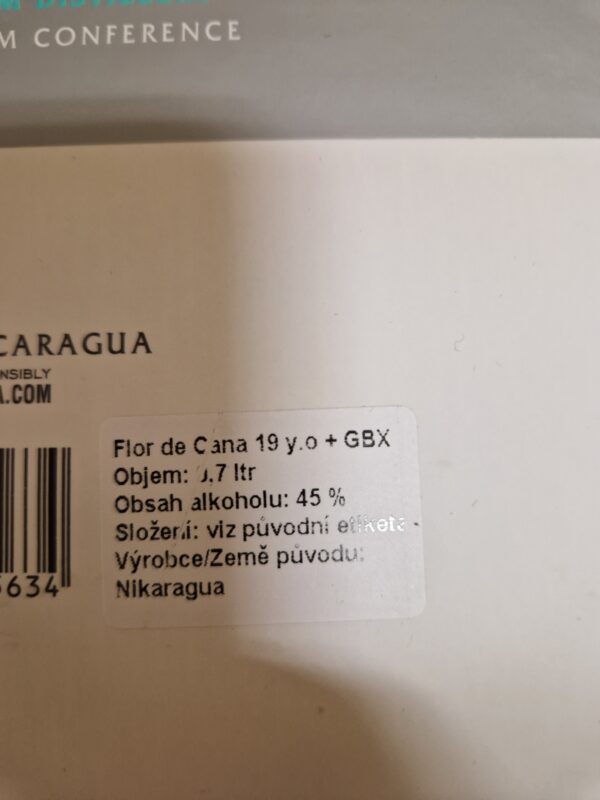 M CONFERENCE
CARAGUA
NSIBLY
A.COM
Flor de Cana 19 y.o + GBX
Objem: 0,7 ltr
Obsah alkoholu: 45 %
Složení: viz původní etiketa
Výrobce/Země původu:
Nikaragua
5634